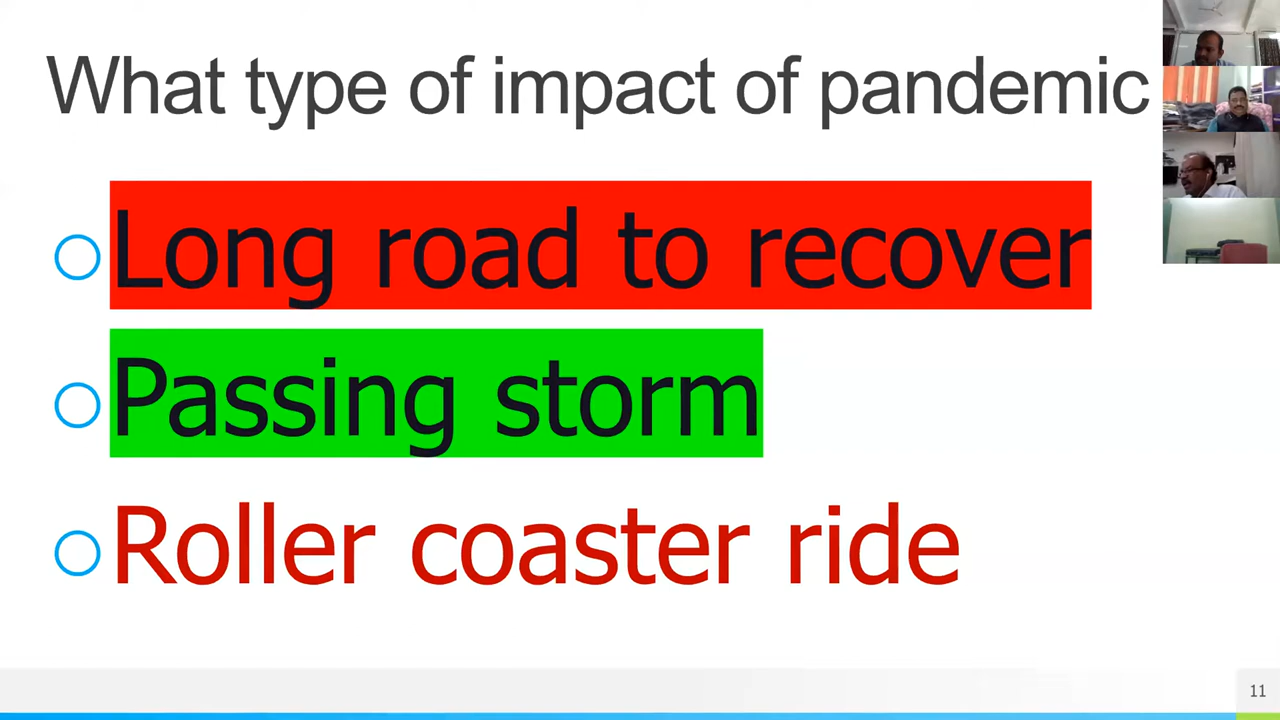 What type of impact of pandemic
Long road to recover
Passing storm
Roller coaster ride
11